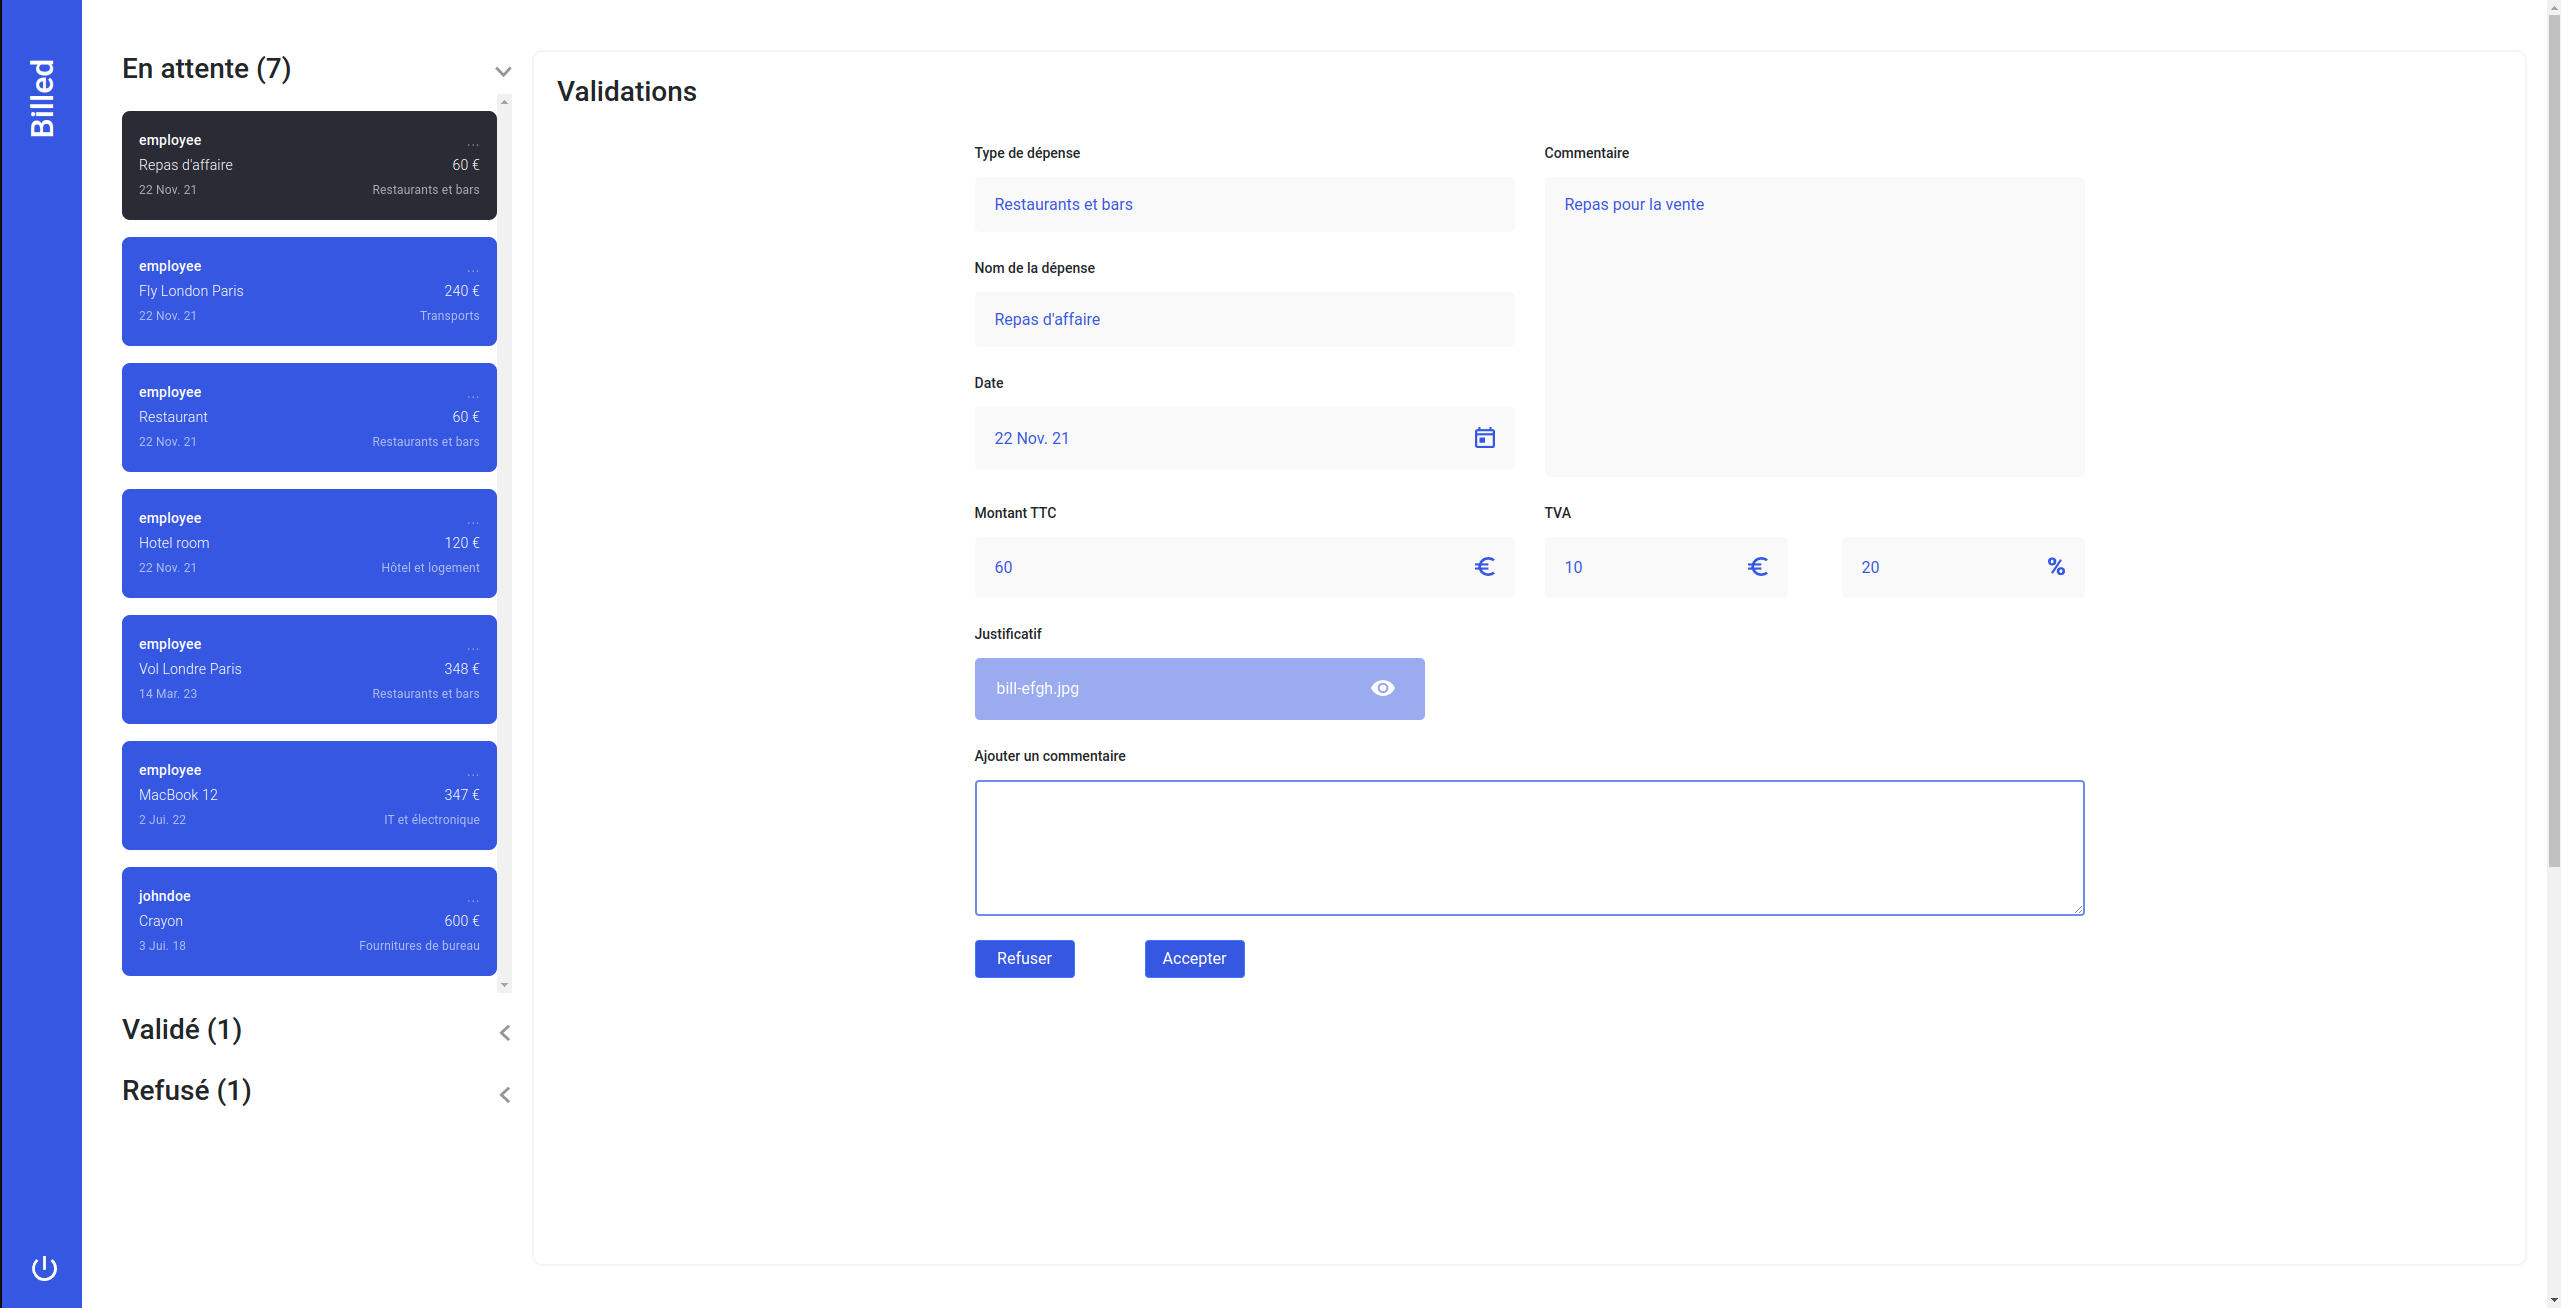 Billed
En attente (7)
employee ...
Repas d'affaire 60 €
22 Nov. 21 Restaurants et bars
employee ...
Fly London Paris 240 €
22 Nov. 21 Transports
employee ...
Restaurant 60 €
22 Nov. 21 Restaurants et bars
employee ...
Hotel room 120 €
22 Nov. 21 Hôtel et logement
employee ...
Vol Londre Paris 348 €
14 Mar. 23 Restaurants et bars
employee ...
MacBook 12 347 €
2 Jui. 22 IT et électronique
johndoe ...
Crayon 600 €
3 Jui. 18 Fournitures de bureau
Validé (1)
Refusé (1)
Validations
Type de dépense
Restaurants et bars
Nom de la dépense
Repas d'affaire
Date
22 Nov. 21
Commentaire
Repas pour la vente
Montant TTC
60 €
TVA
10 €
20 %
Justificatif
bill-efgh.jpg
Ajouter un commentaire
Refuser
Accepter